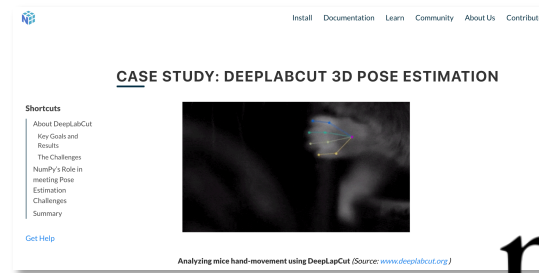 Install Documentation Learn Community About Us
CASE STUDY: DEEPLABCUT 3D POSE ESTIMATION
Shortcuts
About DeepLabCut
Key Goals and
Results
The Challenges
NumPy's Role in
meeting Pose
Estimation
Challenges
Summary
Get Help
Analyzing mice hand-movement using DeepLapCut (Source: www.deeplabcut.org )